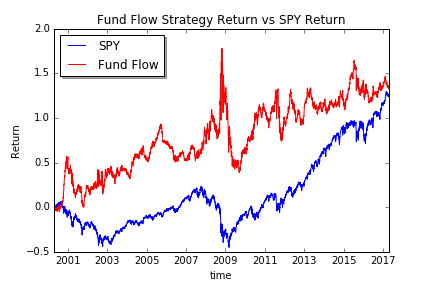 Fund Flow Strategy Return vs SPY Return
2.0
1.5
1.0
0.5
0.0
−0.5
Return
SPY
Fund Flow
2001 2003 2005 2007 2009 2011 2013 2015 2017
time